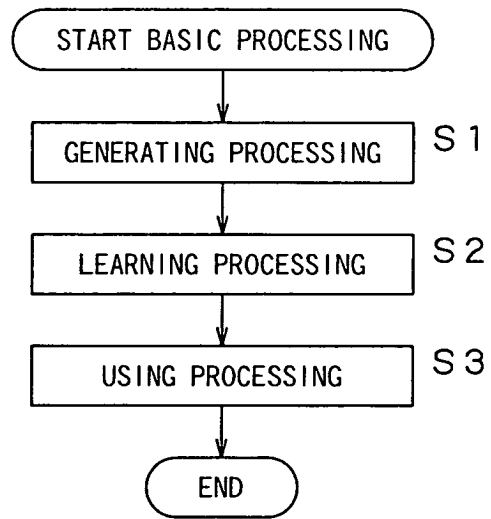 START BASIC PROCESSING
GENERATING PROCESSING S1
LEARNING PROCESSING S2
USING PROCESSING S3
END